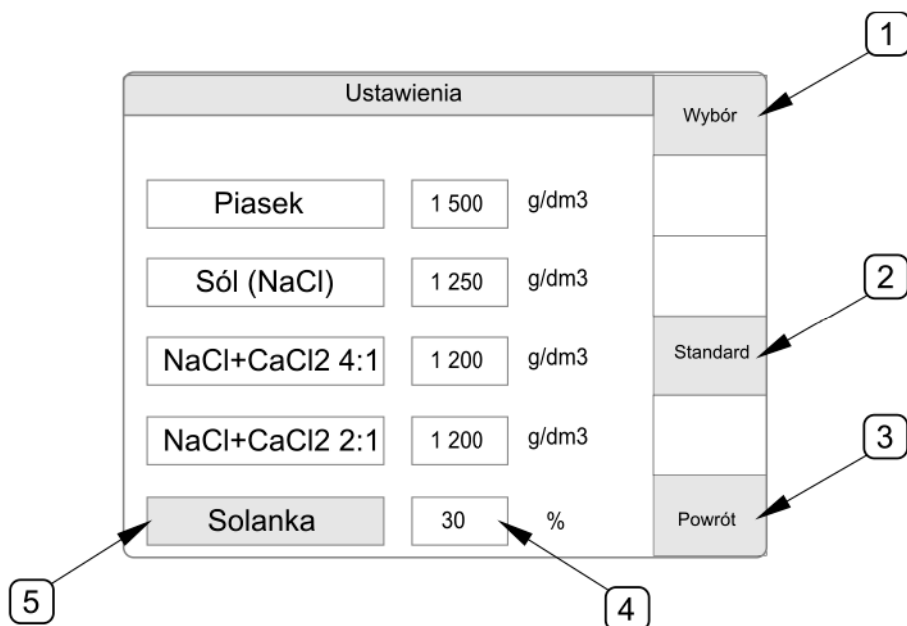 1
Ustawienia
Wybór
Piasek 1 500 g/dm3
Sól (NaCl) 1 250 g/dm3
2
NaCl+CaCl2 4:1 1 200 g/dm3
Standard
NaCl+CaCl2 2:1 1 200 g/dm3
3
Solanka 30 %
Powrót
5
4